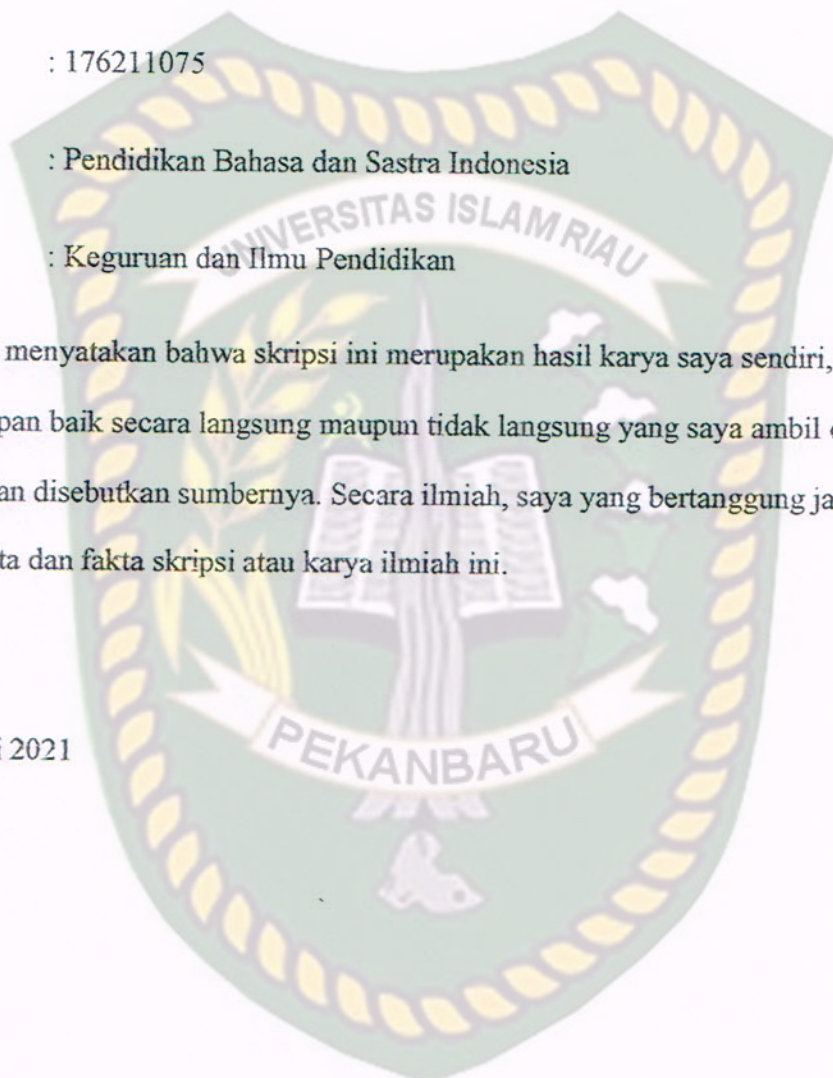 : 176211075
: Pendidikan Bahasa dan Sastra Indonesia
UNIVERSITAS ISLAM RIAU
: Keguruan dan Ilmu Pendidikan
menyatakan bahwa skripsi ini merupakan hasil karya saya sendiri,
pan baik secara langsung maupun tidak langsung yang saya ambil
an disebutkan sumbernya. Secara ilmiah, saya yang bertanggung ja
ta dan fakta skripsi atau karya ilmiah ini.
i 2021
PEKANBARU